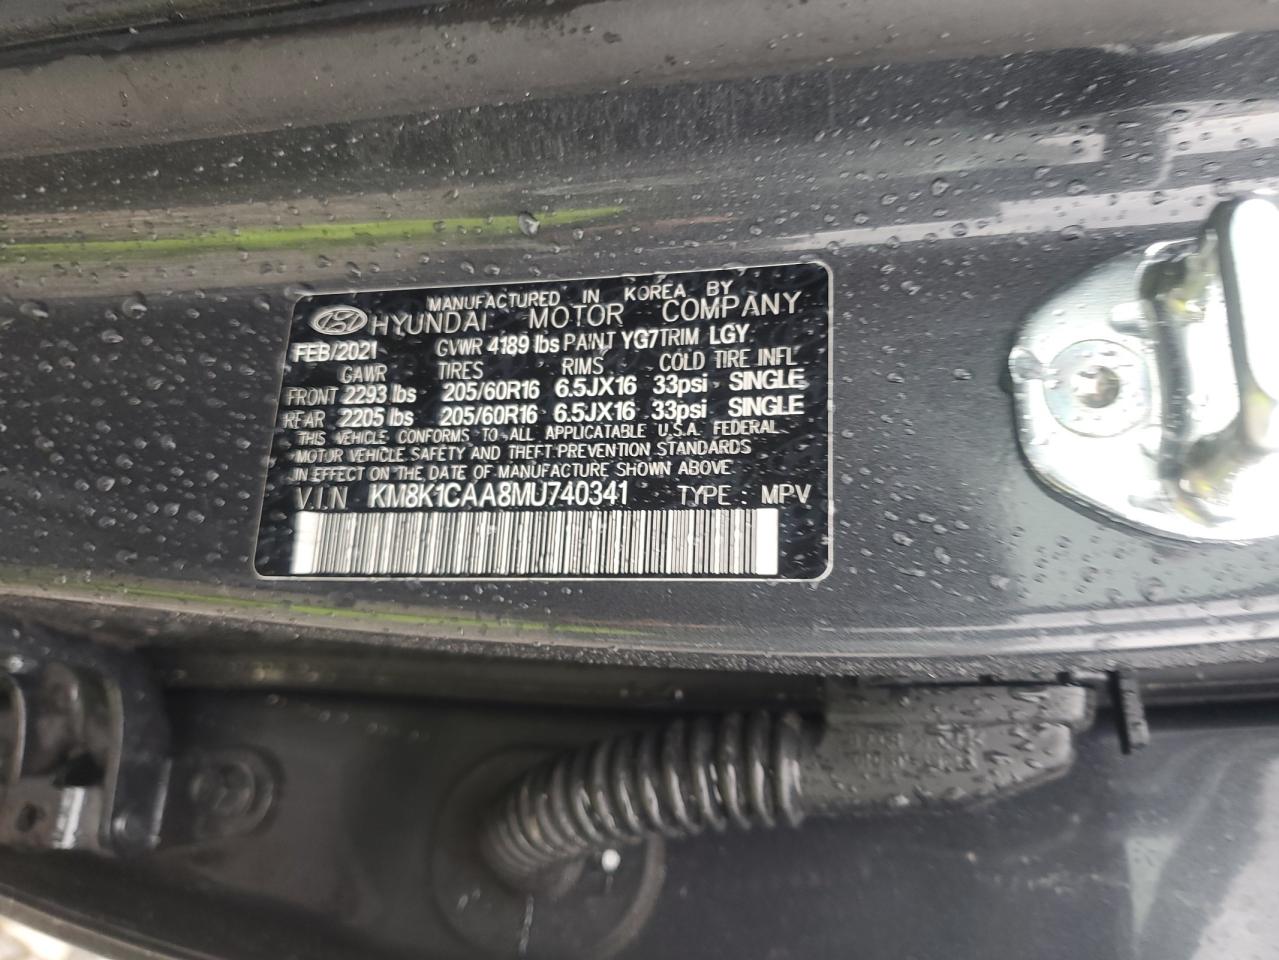 MANUFACTURED IN KOREA BY
HYUNDAI MOTOR COMPANY
FEB/2021 GVWR 4189 lbs PAINT YG7 TRIM LGY
GAWR TIRES RIMS COLD TIRE INFL
FRONT 2293 lbs 205/60R16 6.5JX16 33psi SINGLE
REAR 2205 lbs 205/60R16 6.5JX16 33psi SINGLE
THIS VEHICLE CONFORMS TO ALL APPLICATABLE U.S.A. FEDERAL
MOTOR VEHICLE SAFETY AND THEFT PREVENTION STANDARDS
IN EFFECT ON THE DATE OF MANUFACTURE SHOWN ABOVE
V.I.N KM8K1CAA8MU740341 TYPE : MPV